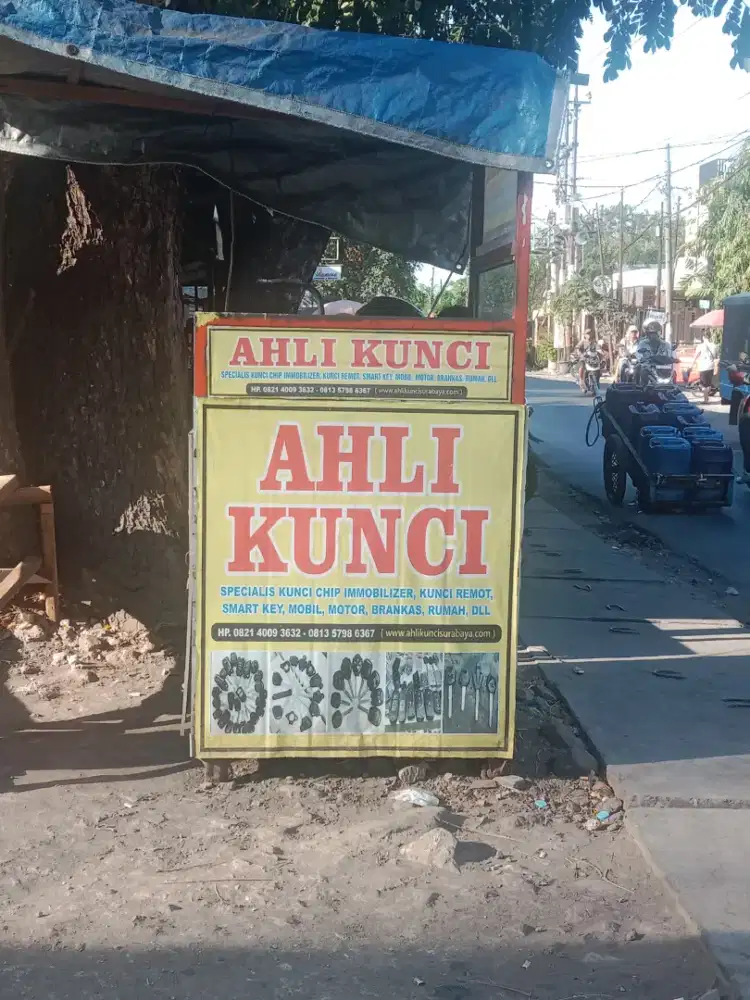 AHLI KUNCI
SPECIALIS KUNCI CHIP IMMOBILIZER, KUNCI REMOT, SMART KEY, MOBIL, MOTOR, BRANKAS, RUMAH, DLL
HP. 0821 4009 3632 - 0813 5798 6367 ( www.ahlikuncisurabaya.com )
AHLI
KUNCI
SPECIALIS KUNCI CHIP IMMOBILIZER, KUNCI REMOT,
SMART KEY, MOBIL, MOTOR, BRANKAS, RUMAH, DLL
HP. 0821 4009 3632 - 0813 5798 6367 ( www.ahlikuncisurabaya.com )